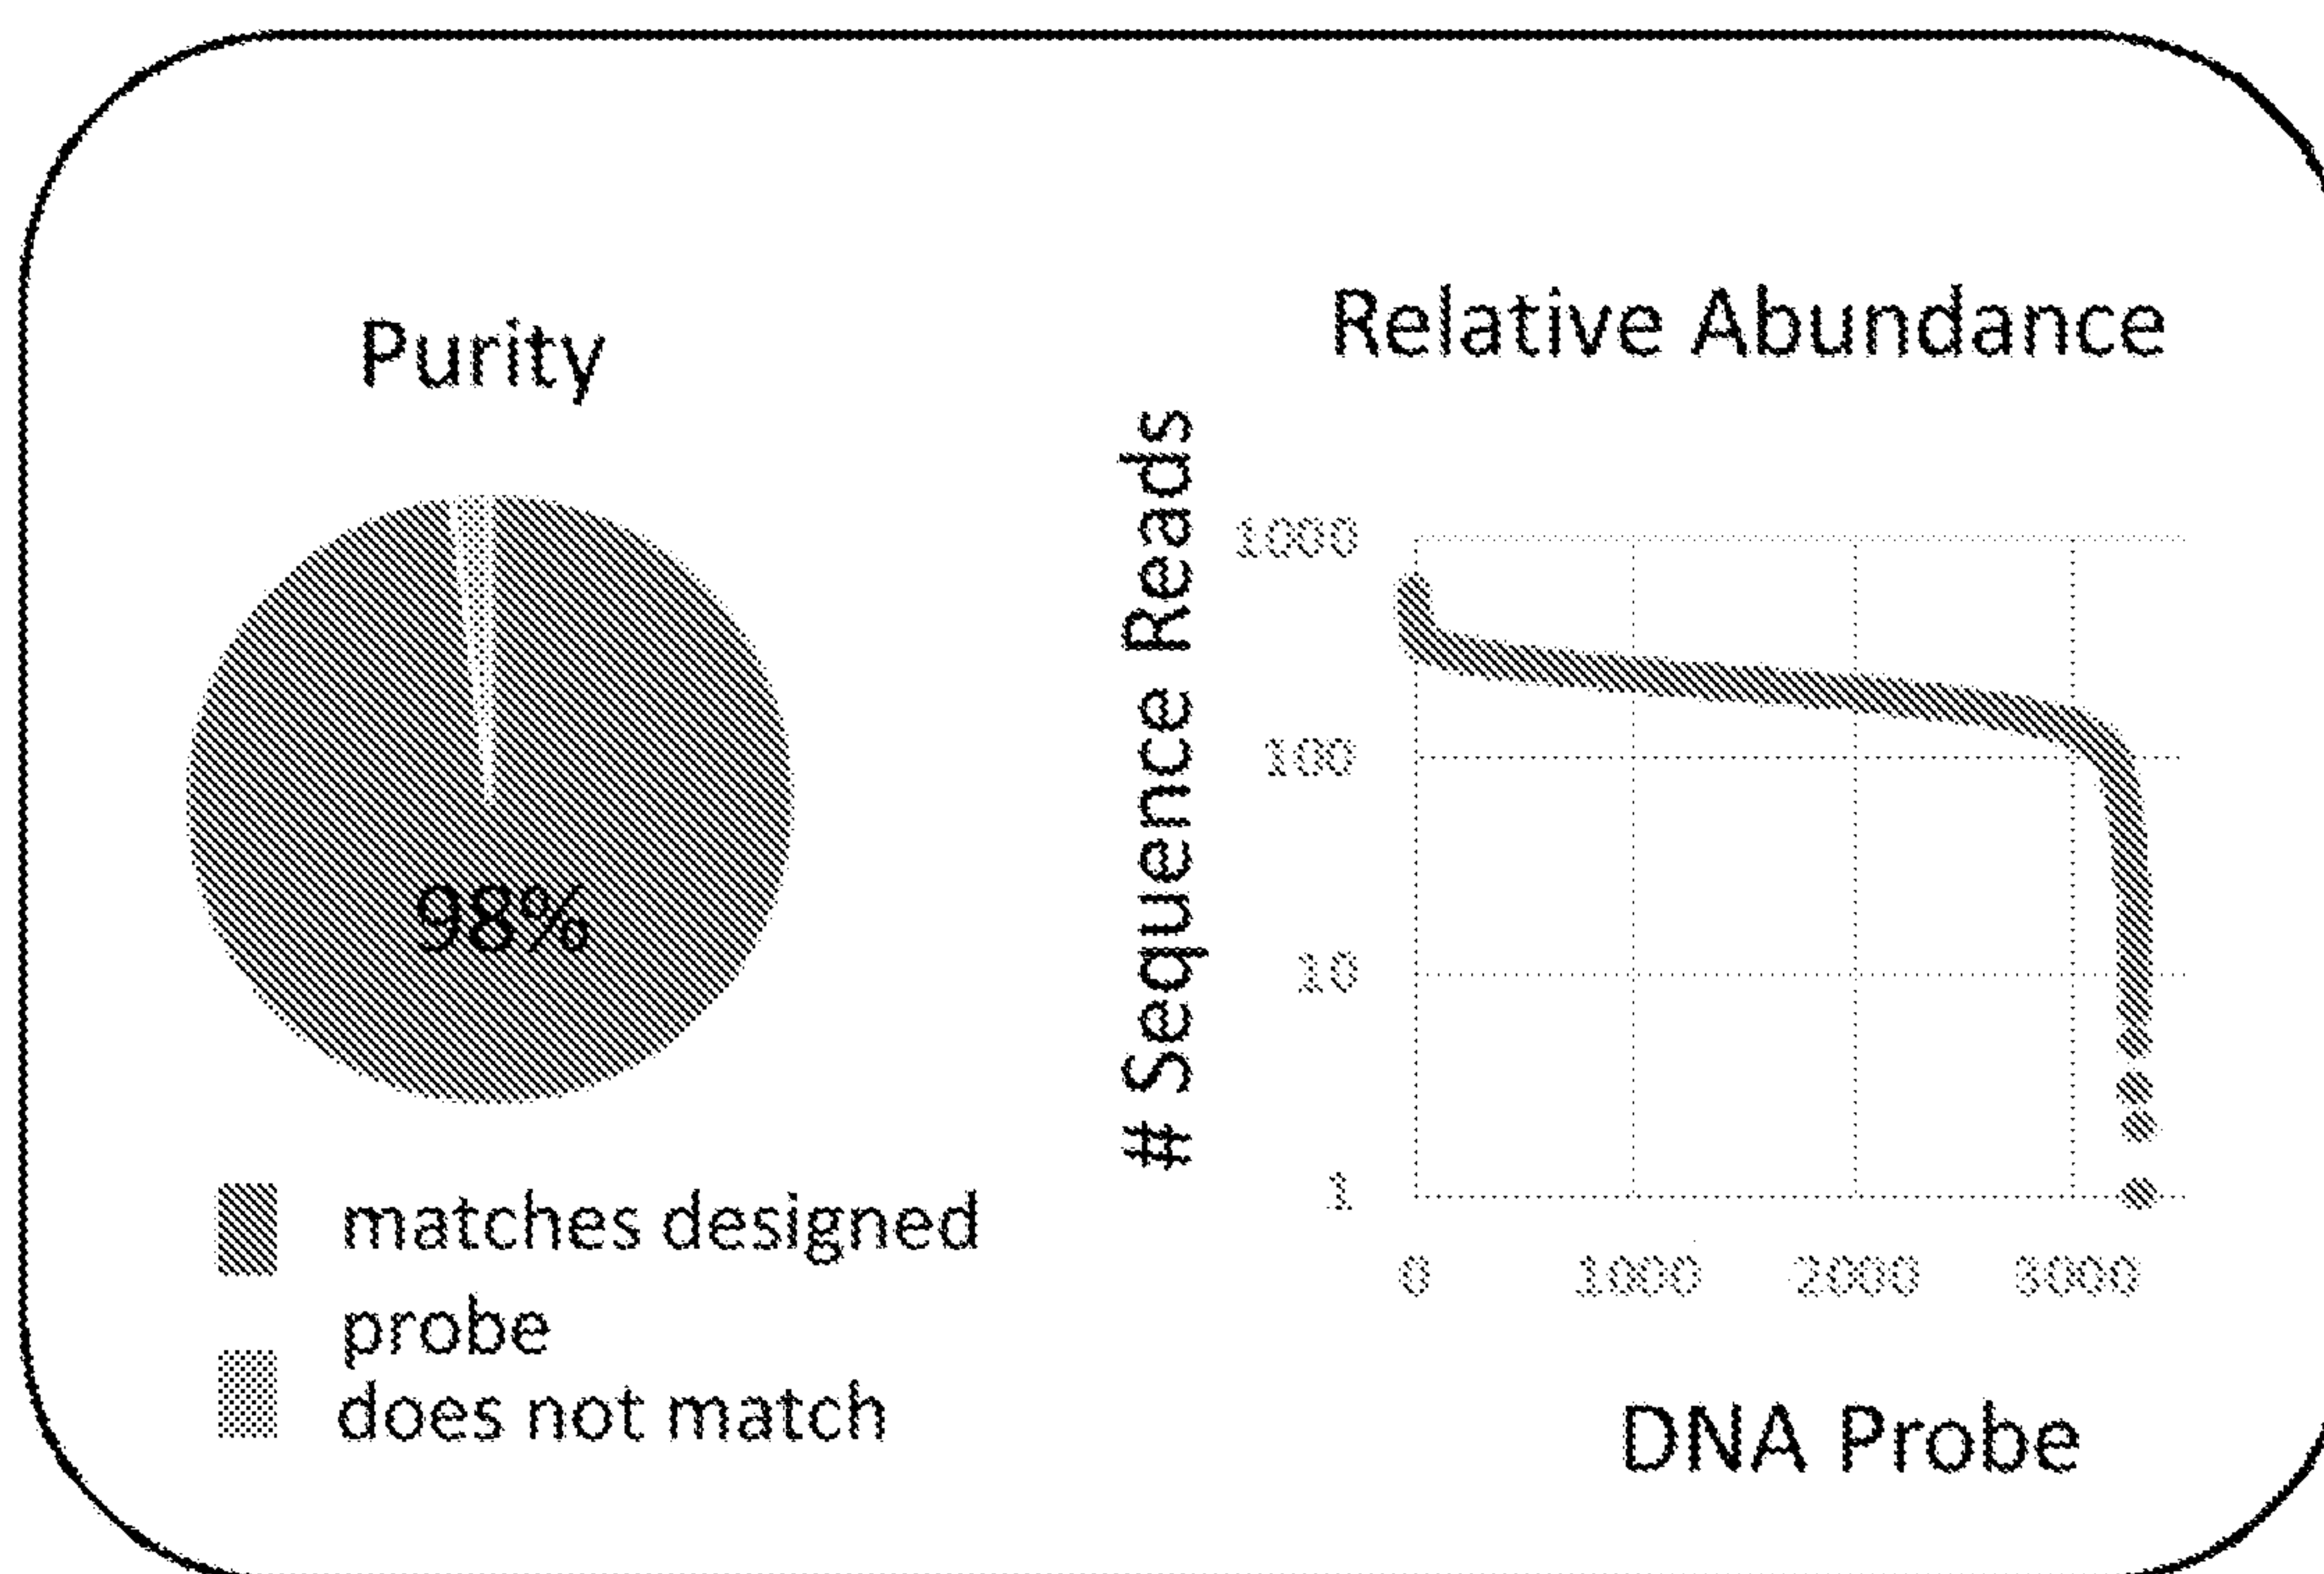 Purity
98%
matches designed
probe
does not match
Relative Abundance
# Sequence Reads
1000
100
10
1
0
1000
2000
3000
DNA Probe